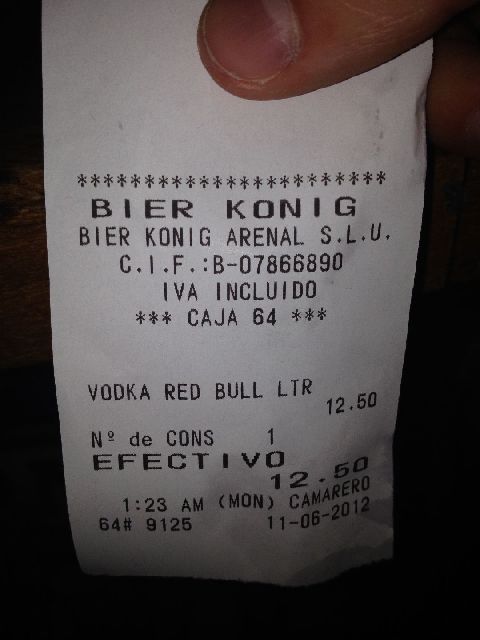 ************************
BIER KONIG
BIER KONIG ARENAL S.L.U.
C.I.F.:B-07866890
IVA INCLUIDO
*** CAJA 64 ***
VODKA RED BULL LTR 12.50
Nº de CONS 1
EFECTIVO 12.50
1:23 AM (MON) CAMARERO
64# 9125 11-06-2012